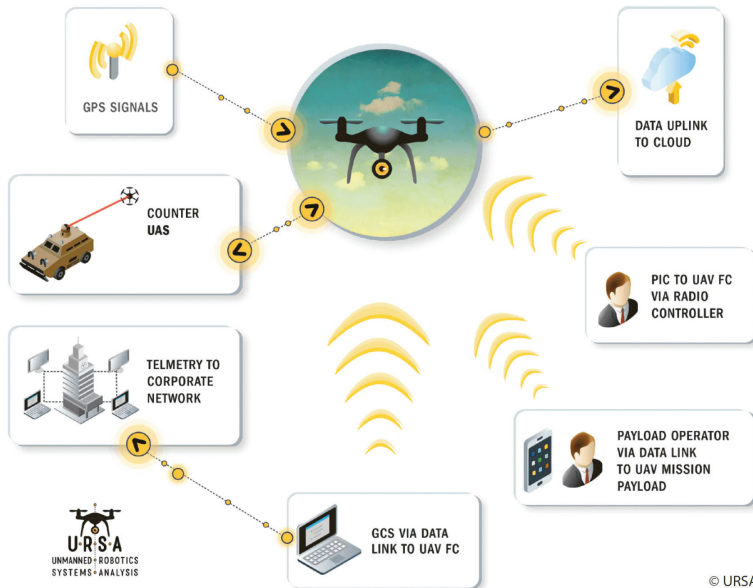 GPS SIGNALS
DATA UPLINK
TO CLOUD
COUNTER
UAS
PIC TO UAV FC
VIA RADIO
CONTROLLER
TELMETRY TO
CORPORATE
NETWORK
PAYLOAD OPERATOR
VIA DATA LINK
TO UAV MISSION
PAYLOAD
GCS VIA DATA
LINK TO UAV FC
U·R·S·A
UNMANNED·ROBOTICS
SYSTEMS·ANALYSIS
© URSA